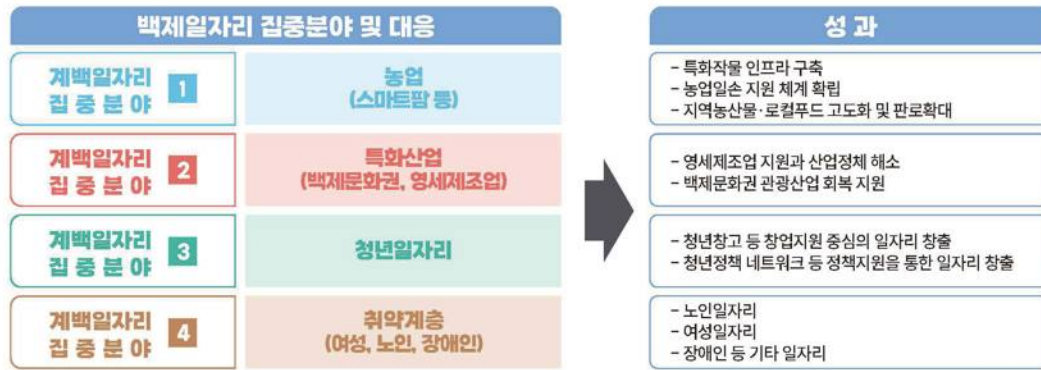 백제일자리 집중분야 및 대응
성 과
계백일자리
집 중 분 야
1
농업
(스마트팜 등)
- 특화작물 인프라 구축
- 농업일손 지원 체계 확립
- 지역농산물·로컬푸드 고도화 및 판로확대
계백일자리
집 중 분 야
2
특화산업
(백제문화권, 영세제조업)
- 영세제조업 지원과 산업정체 해소
- 백제문화권 관광산업 회복 지원
계백일자리
집 중 분 야
3
청년일자리
- 청년창고 등 창업지원 중심의 일자리 창출
- 청년정책 네트워크 등 정책지원을 통한 일자리 창출
계백일자리
집 중 분 야
4
취약계층
(여성, 노인, 장애인)
- 노인일자리
- 여성일자리
- 장애인 등 기타 일자리